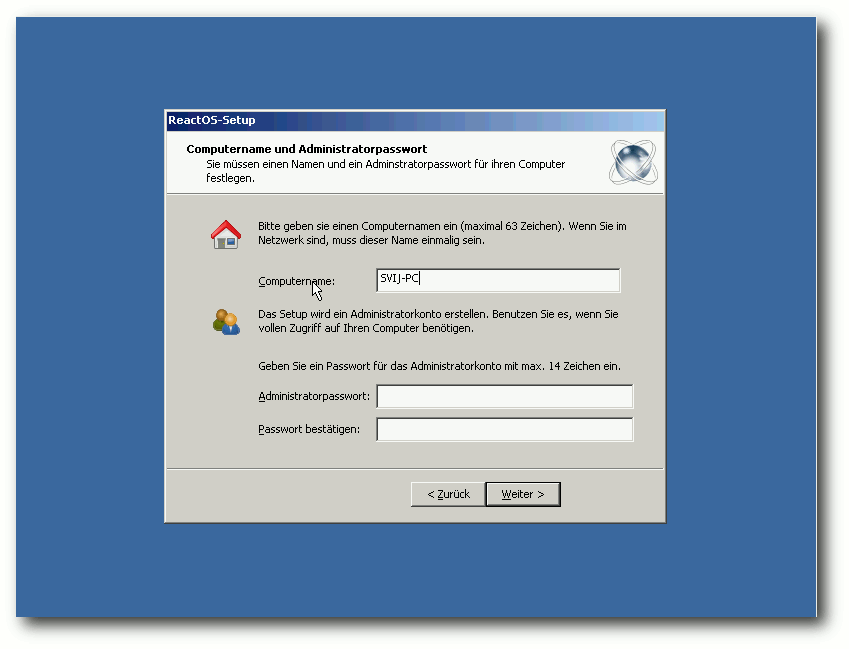 ReactOS-Setup
Computername und Administratorpasswort
Sie müssen einen Namen und ein Adminstratorpasswort für ihren Computer
festlegen.
Bitte geben sie einen Computernamen ein (maximal 63 Zeichen). Wenn Sie im
Netzwerk sind, muss dieser Name einmalig sein.
Computername: SVIJ-PC
Das Setup wird ein Administratorkonto erstellen. Benutzen Sie es, wenn Sie
vollen Zugriff auf Ihren Computer benötigen.
Geben Sie ein Passwort für das Administratorkonto mit max. 14 Zeichen ein.
Administratorpasswort:
Passwort bestätigen:
< Zurück Weiter >